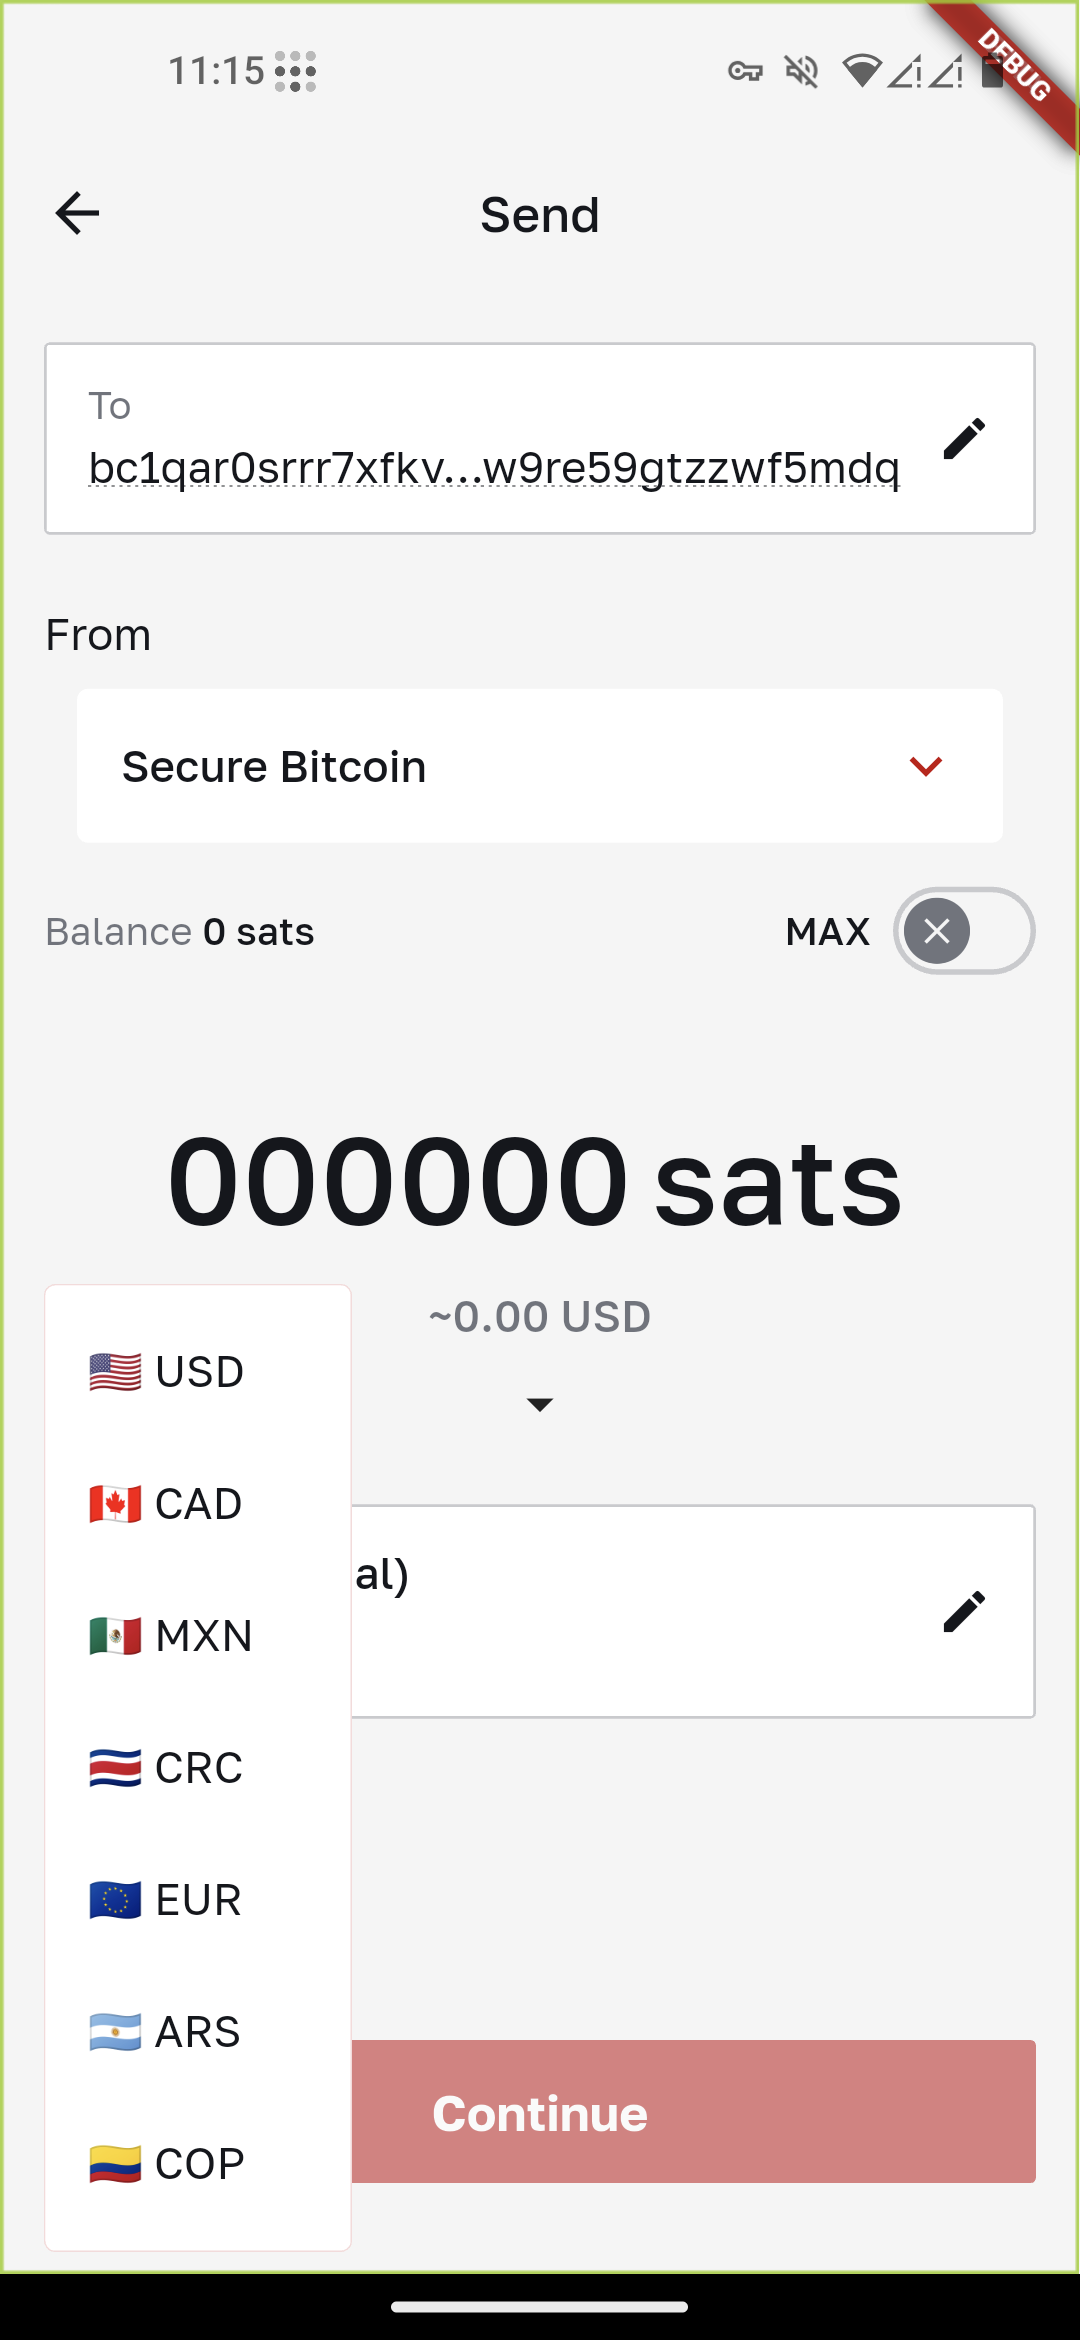 11:15
DEBUG
Send
To
bc1qar0srrr7xfkv...w9re59gtzzwf5mdq
From
Secure Bitcoin
Balance 0 sats
MAX
000000 sats
~0.00 USD
🇺🇸 USD
🇨🇦 CAD
al)
🇲🇽 MXN
🇨🇷 CRC
🇪🇺 EUR
🇦🇷 ARS
Continue
🇨🇴 COP